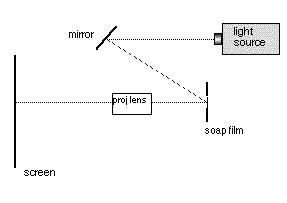 mirror
light
source
proj lens
soap film
screen